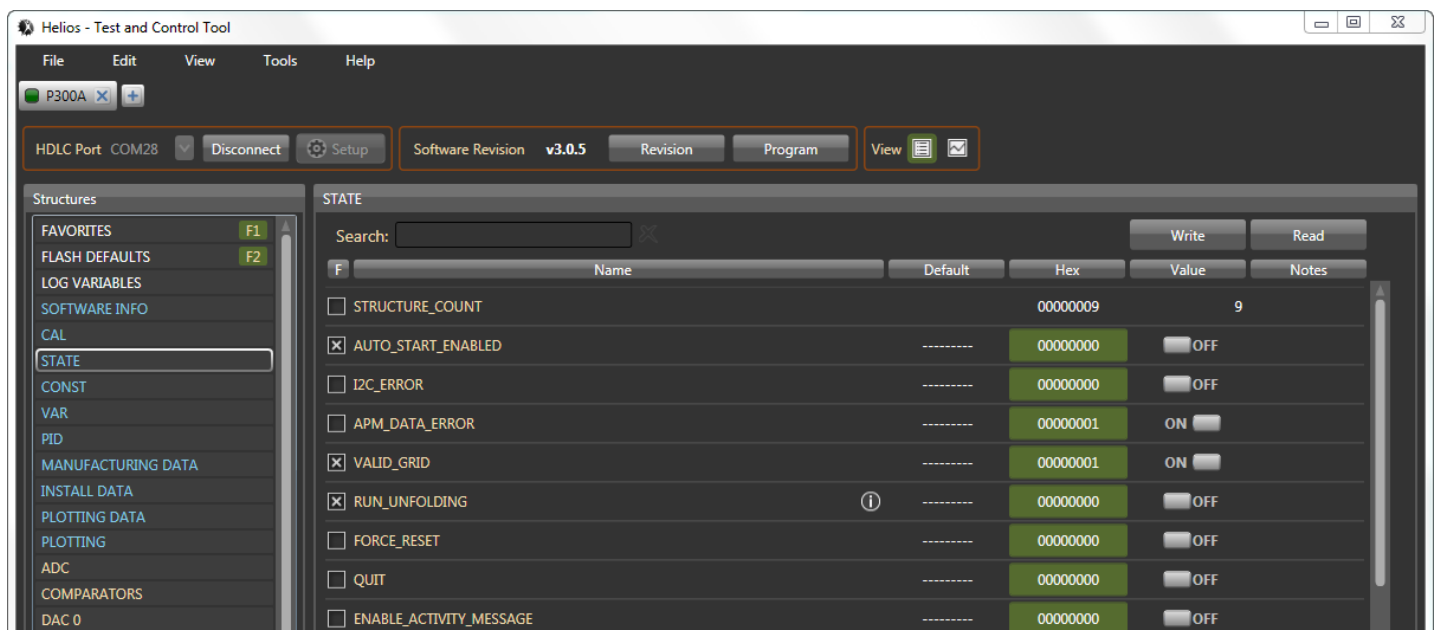 Helios - Test and Control Tool
File Edit View Tools Help
P300A
HDLC Port COM28 Disconnect Setup Software Revision v3.0.5 Revision Program View
Structures
FAVORITES F1
FLASH DEFAULTS F2
LOG VARIABLES
SOFTWARE INFO
CAL
STATE
CONST
VAR
PID
MANUFACTURING DATA
INSTALL DATA
PLOTTING DATA
PLOTTING
ADC
COMPARATORS
DAC 0
STATE
Search: Write Read
F Name Default Hex Value Notes
STRUCTURE_COUNT 00000009 9
AUTO_START_ENABLED --------- 00000000 OFF
I2C_ERROR --------- 00000000 OFF
APM_DATA_ERROR --------- 00000001 ON
VALID_GRID --------- 00000001 ON
RUN_UNFOLDING --------- 00000000 OFF
FORCE_RESET --------- 00000000 OFF
QUIT --------- 00000000 OFF
ENABLE_ACTIVITY_MESSAGE --------- 00000000 OFF